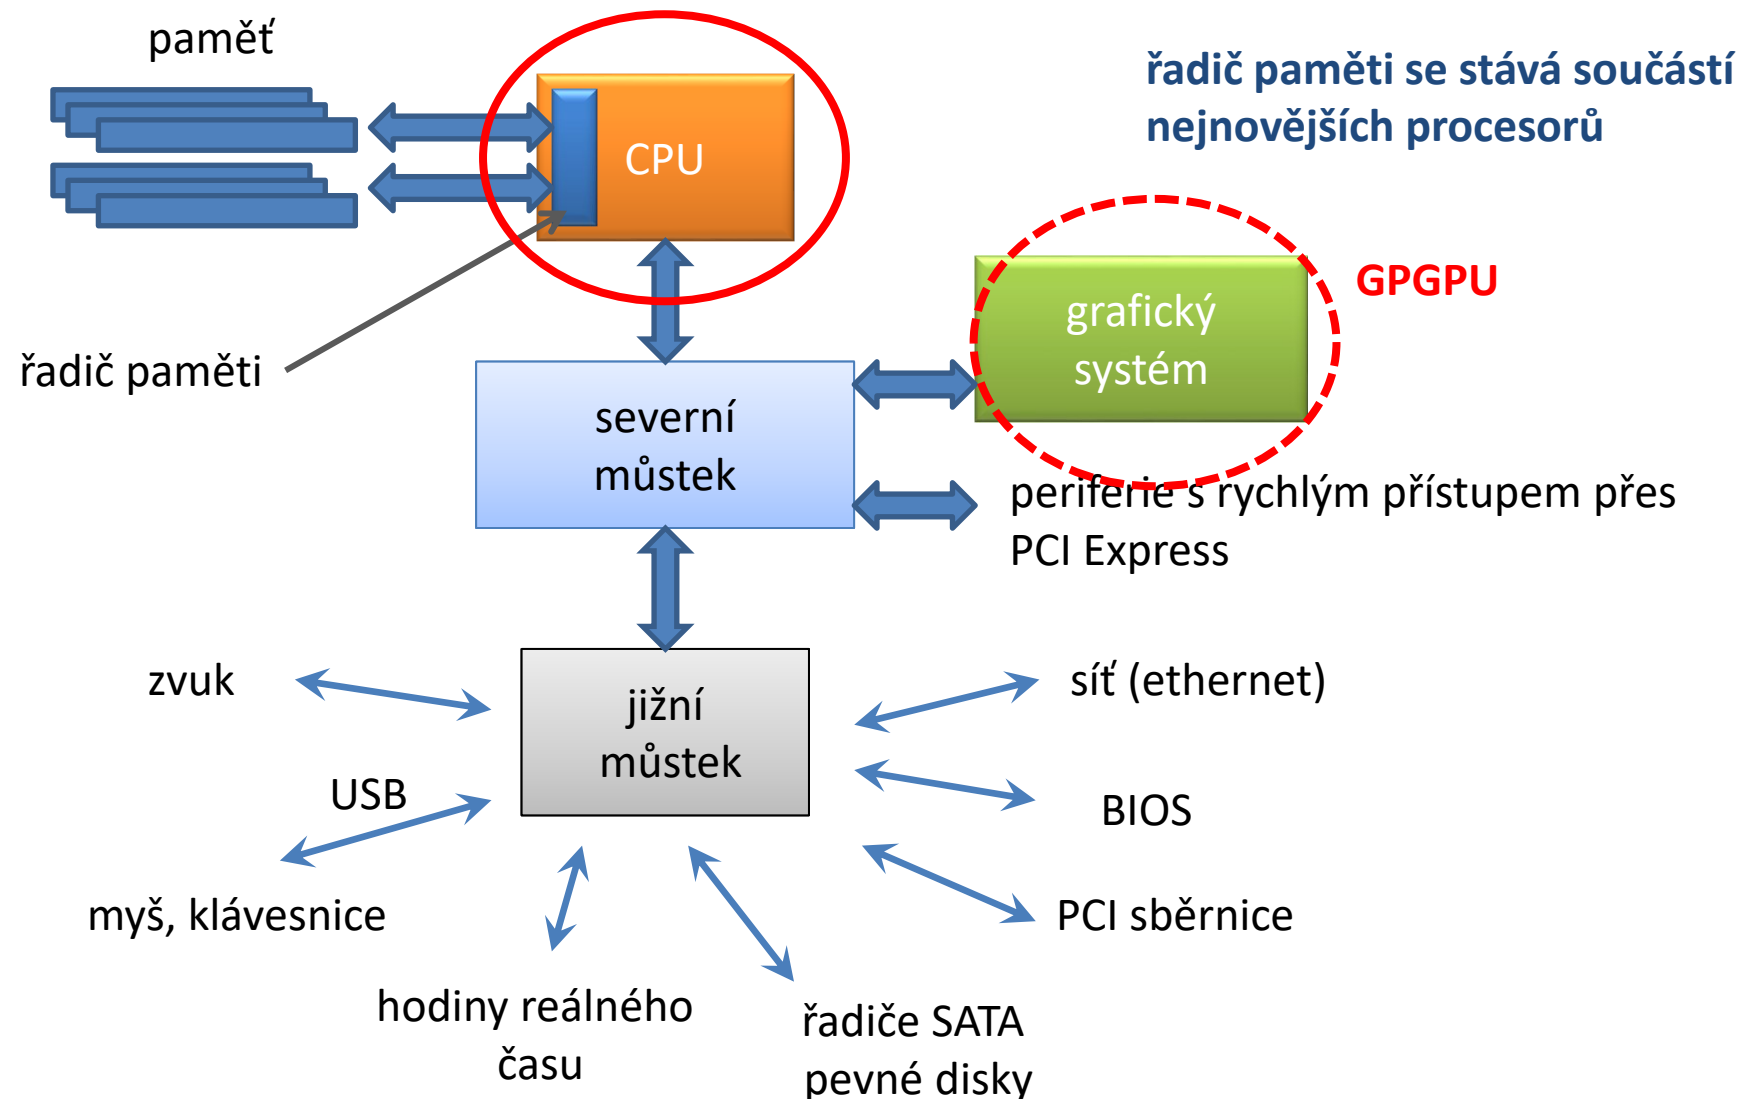 paměť
řadič paměti se stává součástí
nejnovějších procesorů
CPU
GPGPU
grafický
systém
řadič paměti
severní
můstek
periferie s rychlým přístupem přes
PCI Express
zvuk
jižní
můstek
síť (ethernet)
USB
BIOS
myš, klávesnice
PCI sběrnice
hodiny reálného
času
řadiče SATA
pevné disky